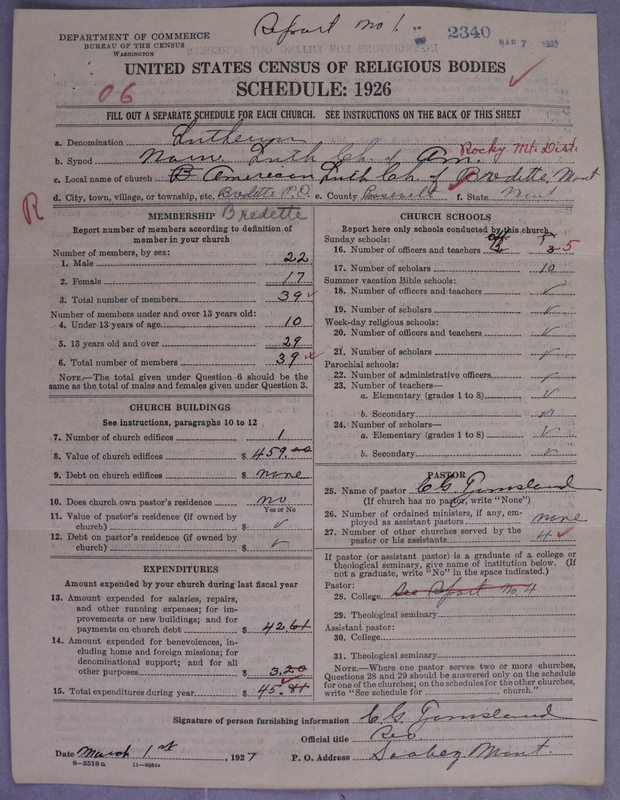 Report No 1.
DEPARTMENT OF COMMERCE
BUREAU OF THE CENSUS
WASHINGTON
2340
MAR 7 1927
UNITED STATES CENSUS OF RELIGIOUS BODIES
06
SCHEDULE: 1926
FILL OUT A SEPARATE SCHEDULE FOR EACH CHURCH. SEE INSTRUCTIONS ON THE BACK OF THIS SHEET
a. Denomination Lutheran
b. Synod Norw. Luth Ch. of Am. Rocky Mt. Dist.
c. Local name of church American Luth Ch. of Bredette, Mont
d. City, town, village, or township, etc. Bredette P.O. e. County Roosevelt f. State Mont
R
Bredette
MEMBERSHIP
Report number of members according to definition of
member in your church
Number of members, by sex:
1. Male 22
2. Female 17
3. Total number of members 39
Number of members under and over 13 years old:
4. Under 13 years of age 10
5. 13 years old and over 29
6. Total number of members 39
NOTE.—The total given under Question 6 should be the
same as the total of males and females given under Question 3.
CHURCH BUILDINGS
See instructions, paragraphs 10 to 12
7. Number of church edifices 1
8. Value of church edifices $ 459.00
9. Debt on church edifices $ none
10. Does church own pastor's residence no
Yes or No
11. Value of pastor's residence (if owned by
church) $ ✓
12. Debt on pastor's residence (if owned by
church) $ ✓
EXPENDITURES
Amount expended by your church during last fiscal year
13. Amount expended for salaries, repairs,
and other running expenses; for im-
provements or new buildings; and for
payments on church debt $ 42.61
14. Amount expended for benevolences, in-
cluding home and foreign missions; for
denominational support; and for all
other purposes $ 3.20
15. Total expenditures during year $ 45.81
CHURCH SCHOOLS
Report here only schools conducted by this church
Sunday schools:
16. Number of officers and teachers 3 5
17. Number of scholars 10
Summer vacation Bible schools:
18. Number of officers and teachers ✓
19. Number of scholars ✓
Week-day religious schools:
20. Number of officers and teachers ✓
21. Number of scholars ✓
Parochial schools:
22. Number of administrative officers ✓
23. Number of teachers—
a. Elementary (grades 1 to 8) ✓
b. Secondary ✓
24. Number of scholars—
a. Elementary (grades 1 to 8) ✓
b. Secondary ✓
PASTOR
25. Name of pastor C. G.
(If church has no pastor, write "None")
26. Number of ordained ministers, if any, em-
ployed as assistant pastors none
27. Number of other churches served by the
pastor or his assistants 4
If pastor (or assistant pastor) is a graduate of a college or
theological seminary, give name of institution below. (If
not a graduate, write "No" in the space indicated.)
Pastor:
28. College See Report No. 4
29. Theological seminary
Assistant pastor:
30. College
31. Theological seminary
NOTE.—Where one pastor serves two or more churches,
Questions 28 and 29 should be answered only on the schedule
for one of the churches; on the schedules for the other churches,
write "See schedule for church."
Signature of person furnishing information C. G.
Official title Rev.
Date March 1.st, 1927 P. O. Address Mont.
8—5518a 11—9054a